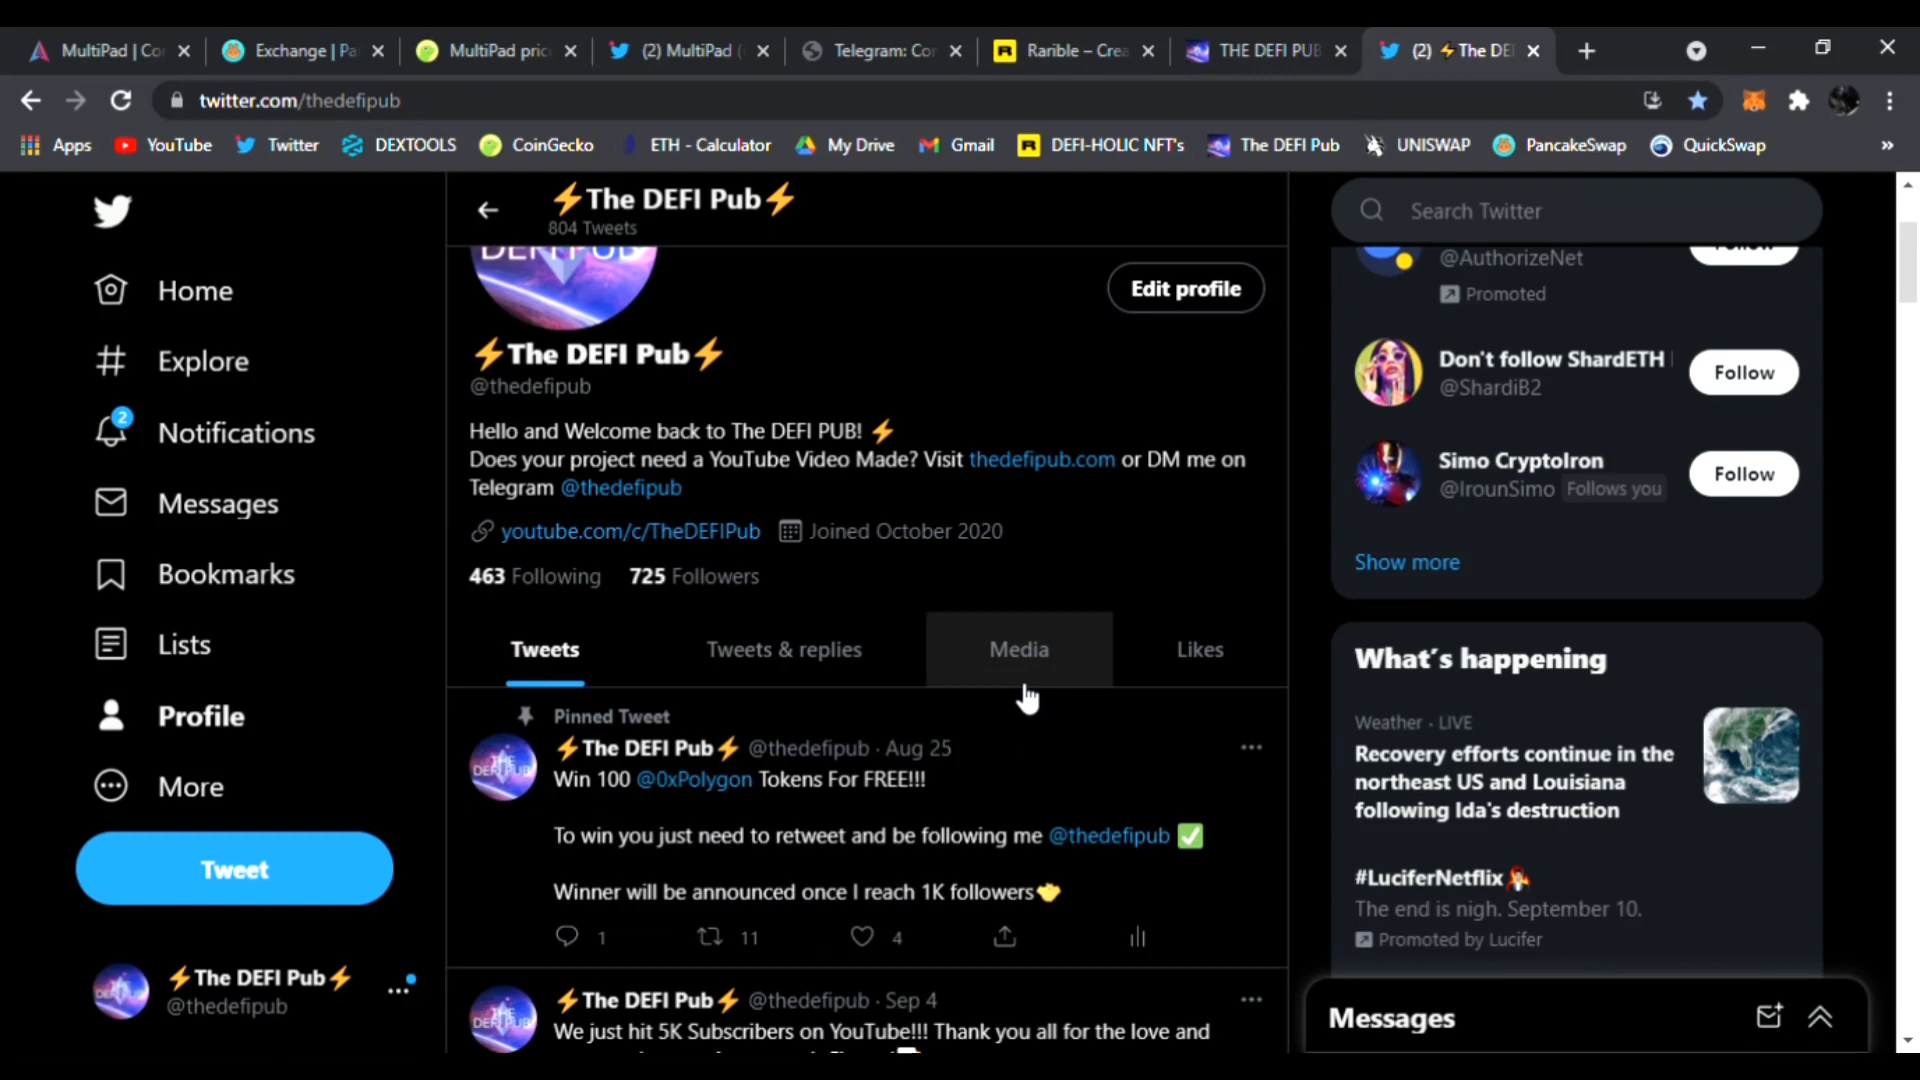 MultiPad | Co
Exchange | Pa
MultiPad pric
(2) MultiPad (
Telegram: Cor
Rarible – Crea
THE DEFI PUB
(2) ⚡The DE
twitter.com/thedefipub
Apps
YouTube
Twitter
DEXTOOLS
CoinGecko
ETH - Calculator
My Drive
Gmail
DEFI-HOLIC NFT's
The DEFI Pub
UNISWAP
PancakeSwap
QuickSwap
»
Home
Explore
2
Notifications
Messages
Bookmarks
Lists
Profile
More
Tweet
⚡The DEFI Pub⚡
@thedefipub
⚡The DEFI Pub⚡
804 Tweets
DEFI PUB
Edit profile
⚡The DEFI Pub⚡
@thedefipub
Hello and Welcome back to The DEFI PUB! ⚡
Does your project need a YouTube Video Made? Visit thedefipub.com or DM me on
Telegram @thedefipub
youtube.com/c/TheDEFIPub Joined October 2020
463 Following 725 Followers
Tweets
Tweets & replies
Media
Likes
Pinned Tweet
⚡The DEFI Pub⚡ @thedefipub · Aug 25
Win 100 @0xPolygon Tokens For FREE!!!
To win you just need to retweet and be following me @thedefipub ✅
Winner will be announced once I reach 1K followers
1 11 4
⚡The DEFI Pub⚡ @thedefipub · Sep 4
We just hit 5K Subscribers on YouTube!!! Thank you all for the love and
Search Twitter
@AuthorizeNet
Follow
Promoted
Don't follow ShardETH
@ShardiB2
Follow
Simo CryptoIron
@IrounSimo Follows you
Follow
Show more
What's happening
Weather · LIVE
Recovery efforts continue in the
northeast US and Louisiana
following Ida's destruction
#LuciferNetflix
The end is nigh. September 10.
Promoted by Lucifer
Messages